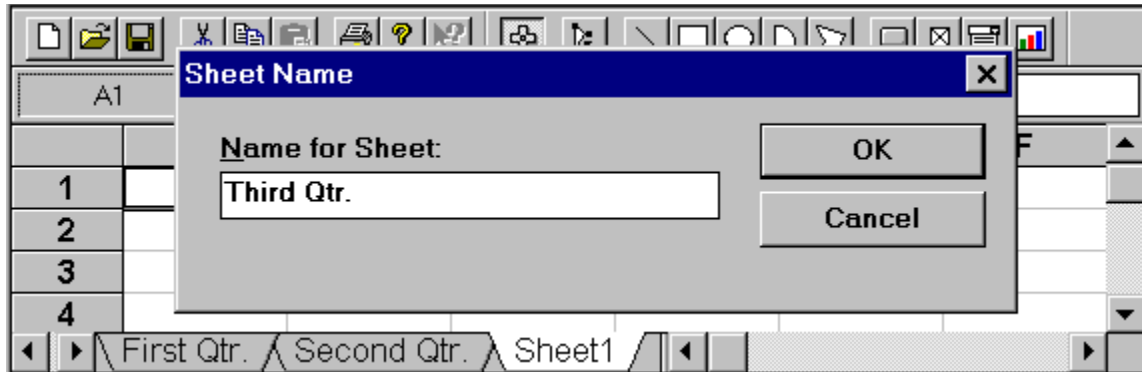 Sheet Name
A1
Name for Sheet:
OK
F
1
Third Qtr.
2
Cancel
3
4
First Qtr. Second Qtr. Sheet1